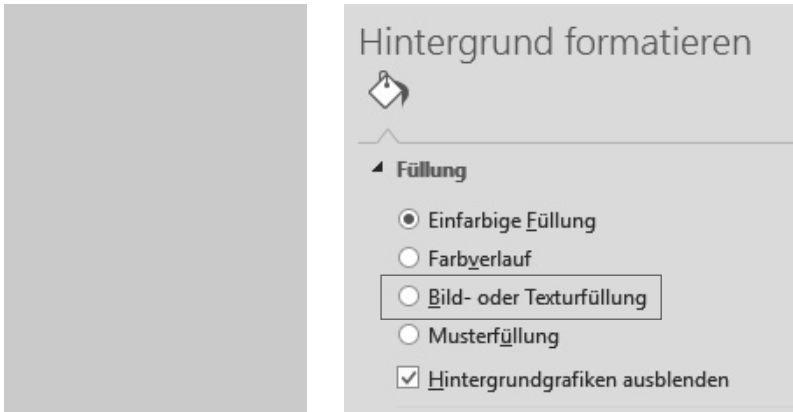 Hintergrund formatieren
Füllung
Einfarbige Füllung
Farbverlauf
Bild- oder Texturfüllung
Musterfüllung
Hintergrundgrafiken ausblenden